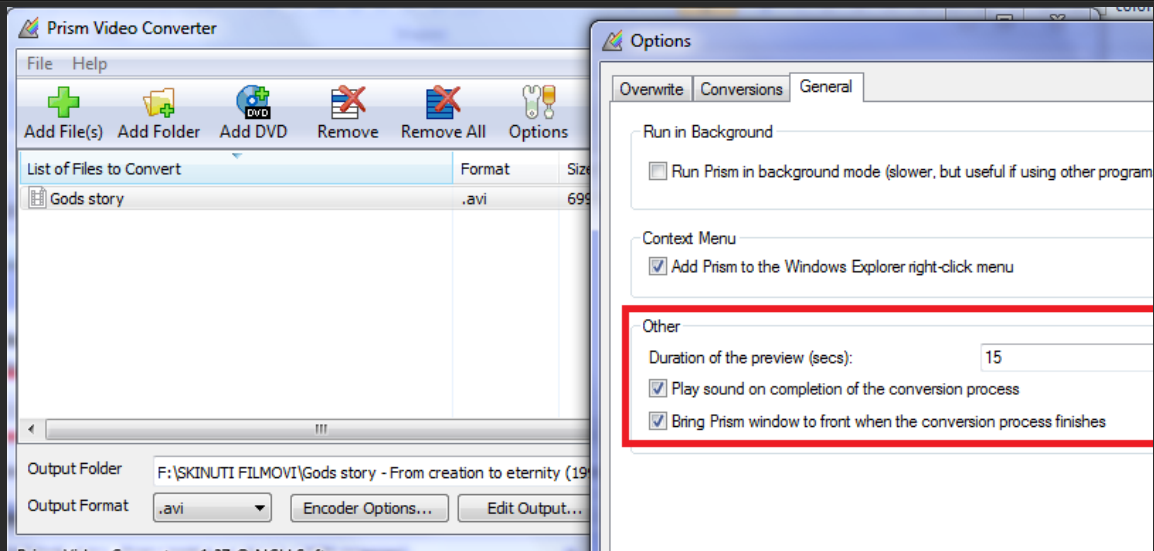 Prism Video Converter
File Help
Add File(s) Add Folder Add DVD Remove Remove All Options
List of Files to Convert Format Size
Gods story .avi 699
Output Folder F:\SKINUTI FILMOVI\Gods story - From creation to eternity (19
Output Format .avi Encoder Options... Edit Output...
Options
Overwrite Conversions General
Run in Background
Run Prism in background mode (slower, but useful if using other program
Context Menu
Add Prism to the Windows Explorer right-click menu
Other
Duration of the preview (secs): 15
Play sound on completion of the conversion process
Bring Prism window to front when the conversion process finishes